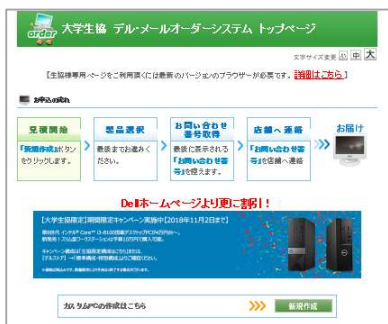 order
大学生協 デル・メールオーダーシステム トップページ
文字サイズ変更 小 中 大
【生協様専用ページをご利用頂くには最新のバージョンのブラウザーが必要です。詳細はこちら】
お申込の流れ
見積開始
「新規作成」ボタンをクリックします。
製品選択
最後までお進みください。
お問い合わせ番号取得
最後に表示される「お問い合わせ番号」を控えます。
店舗へ連絡
「お問い合わせ番号」を店舗へ連絡
お届け
Dellホームページより更に割引！
【大学生協限定】期間限定キャンペーン実施中【2018年11月2日まで】
カスタムPCの作成はこちら
新規作成